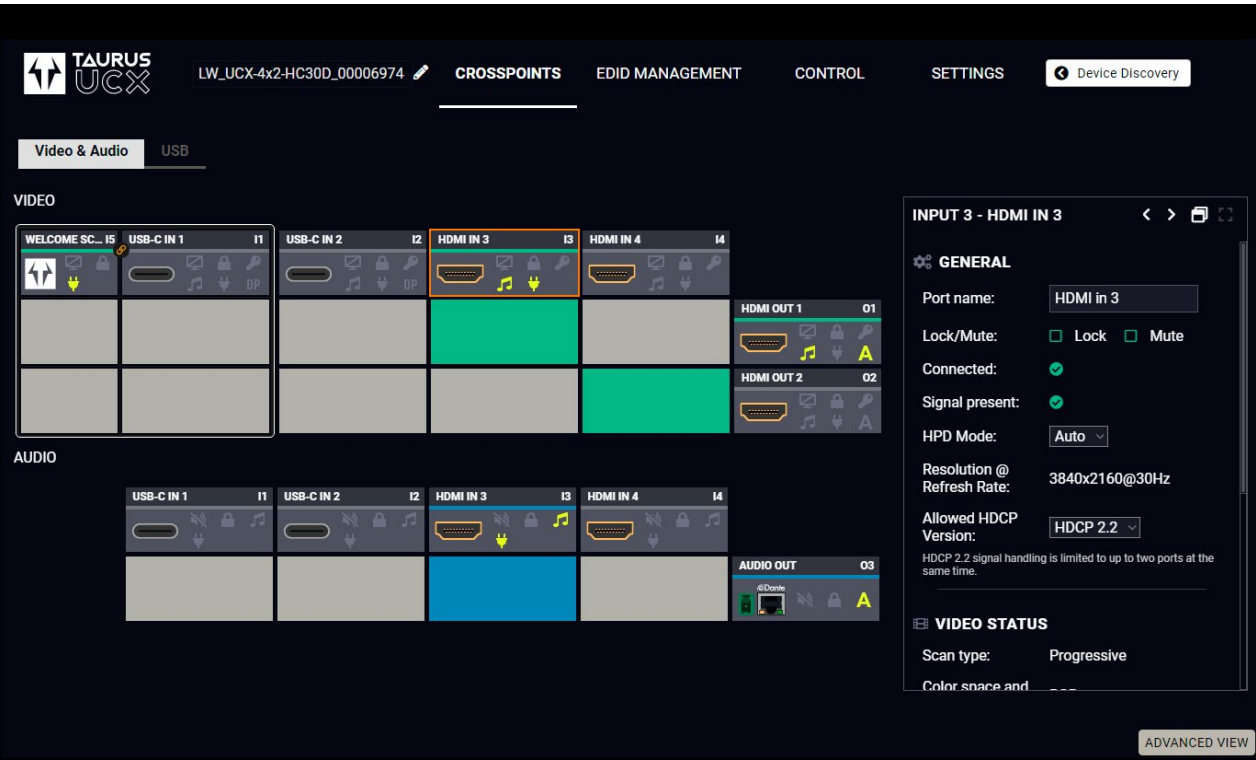 TAURUS
UCX
LW_UCX-4x2-HC30D_00006974
CROSSPOINTS
EDID MANAGEMENT
CONTROL
SETTINGS
Device Discovery
Video & Audio
USB
VIDEO
WELCOME SC... I5
USB-C IN 1 I1
USB-C IN 2 I2
HDMI IN 3 I3
HDMI IN 4 I4
DP
DP
HDMI OUT 1 O1
A
HDMI OUT 2 O2
A
AUDIO
USB-C IN 1 I1
USB-C IN 2 I2
HDMI IN 3 I3
HDMI IN 4 I4
AUDIO OUT O3
Dante
A
INPUT 3 - HDMI IN 3
GENERAL
Port name: HDMI in 3
Lock/Mute: Lock Mute
Connected:
Signal present:
HPD Mode: Auto
Resolution @
Refresh Rate: 3840x2160@30Hz
Allowed HDCP
Version: HDCP 2.2
HDCP 2.2 signal handling is limited to up to two ports at the
same time.
VIDEO STATUS
Scan type: Progressive
Color space and
ADVANCED VIEW